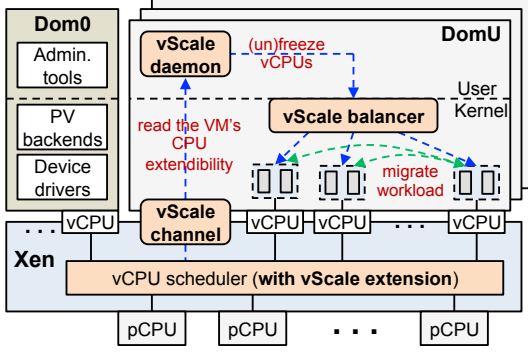 Dom0
Admin.
tools
PV
backends
Device
drivers
vScale
daemon
(un)freeze
vCPUs
DomU
User
Kernel
vScale balancer
read the VM's
CPU
extendibility
migrate
workload
vScale
channel
. . .
vCPU
vCPU
vCPU
. . .
vCPU
Xen
vCPU scheduler (with vScale extension)
pCPU
pCPU
. . .
pCPU